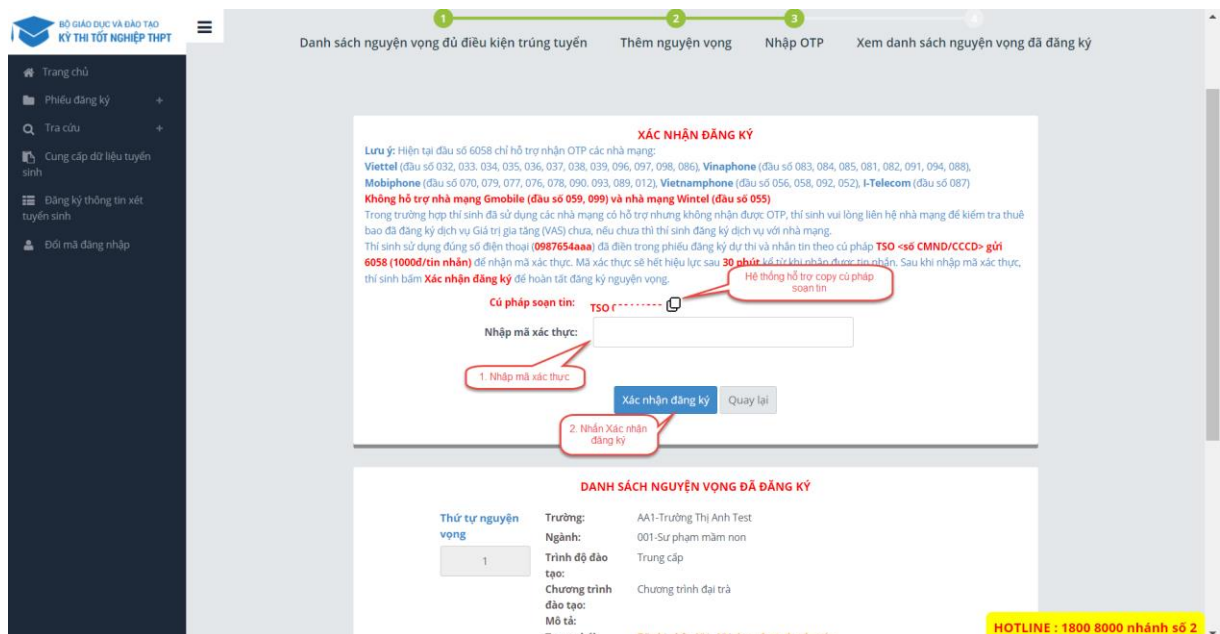 BỘ GIÁO DỤC VÀ ĐÀO TẠO
KỲ THI TỐT NGHIỆP THPT
Trang chủ
Phiếu đăng ký +
Tra cứu +
Cung cấp dữ liệu tuyển
sinh
Đăng ký thông tin xét
tuyển sinh
Đổi mã đăng nhập
1 2 3 4
Danh sách nguyện vọng đủ điều kiện trúng tuyển Thêm nguyện vọng Nhập OTP Xem danh sách nguyện vọng đã đăng ký
XÁC NHẬN ĐĂNG KÝ
Lưu ý: Hiện tại đầu số 6058 chỉ hỗ trợ nhận OTP các nhà mạng:
Viettel (đầu số 032, 033. 034, 035, 036, 037, 038, 039, 096, 097, 098, 086), Vinaphone (đầu số 083, 084, 085, 081, 082, 091, 094, 088),
Mobiphone (đầu số 070, 079, 077, 076, 078, 090. 093, 089, 012), Vietnamphone (đầu số 056, 058, 092, 052), I-Telecom (đầu số 087)
Không hỗ trợ nhà mạng Gmobile (đầu số 059, 099) và nhà mạng Wintel (đầu số 055)
Trong trường hợp thí sinh đã sử dụng các nhà mạng có hỗ trợ nhưng không nhận được OTP, thí sinh vui lòng liên hệ nhà mạng để kiểm tra thuê
bao đã đăng ký dịch vụ Giá trị gia tăng (VAS) chưa, nếu chưa thì thí sinh đăng ký dịch vụ với nhà mạng.
Thí sinh sử dụng đúng số điện thoại (0987654aaa) đã điền trong phiếu đăng ký dự thi và nhắn tin theo cú pháp TSO <số CMND/CCCD> gửi
6058 (1000đ/tin nhắn) để nhận mã xác thực. Mã xác thực sẽ hết hiệu lực sau 30 phút kể từ khi nhận được tin nhắn. Sau khi nhập mã xác thực,
thí sinh bấm Xác nhận đăng ký để hoàn tất đăng ký nguyện vọng.
Hệ thống hỗ trợ copy cú pháp
soạn tin
Cú pháp soạn tin: TSO
Nhập mã xác thực:
1. Nhập mã xác thực
Xác nhận đăng ký Quay lại
2. Nhấn Xác nhận
đăng ký
DANH SÁCH NGUYỆN VỌNG ĐÃ ĐĂNG KÝ
Thứ tự nguyện
vọng
1
Trường: AA1-Trường Thị Anh Test
Ngành: 001-Sư phạm mầm non
Trình độ đào Trung cấp
tạo:
Chương trình Chương trình đại trà
đào tạo:
Mô tả:
HOTLINE : 1800 8000 nhánh số 2